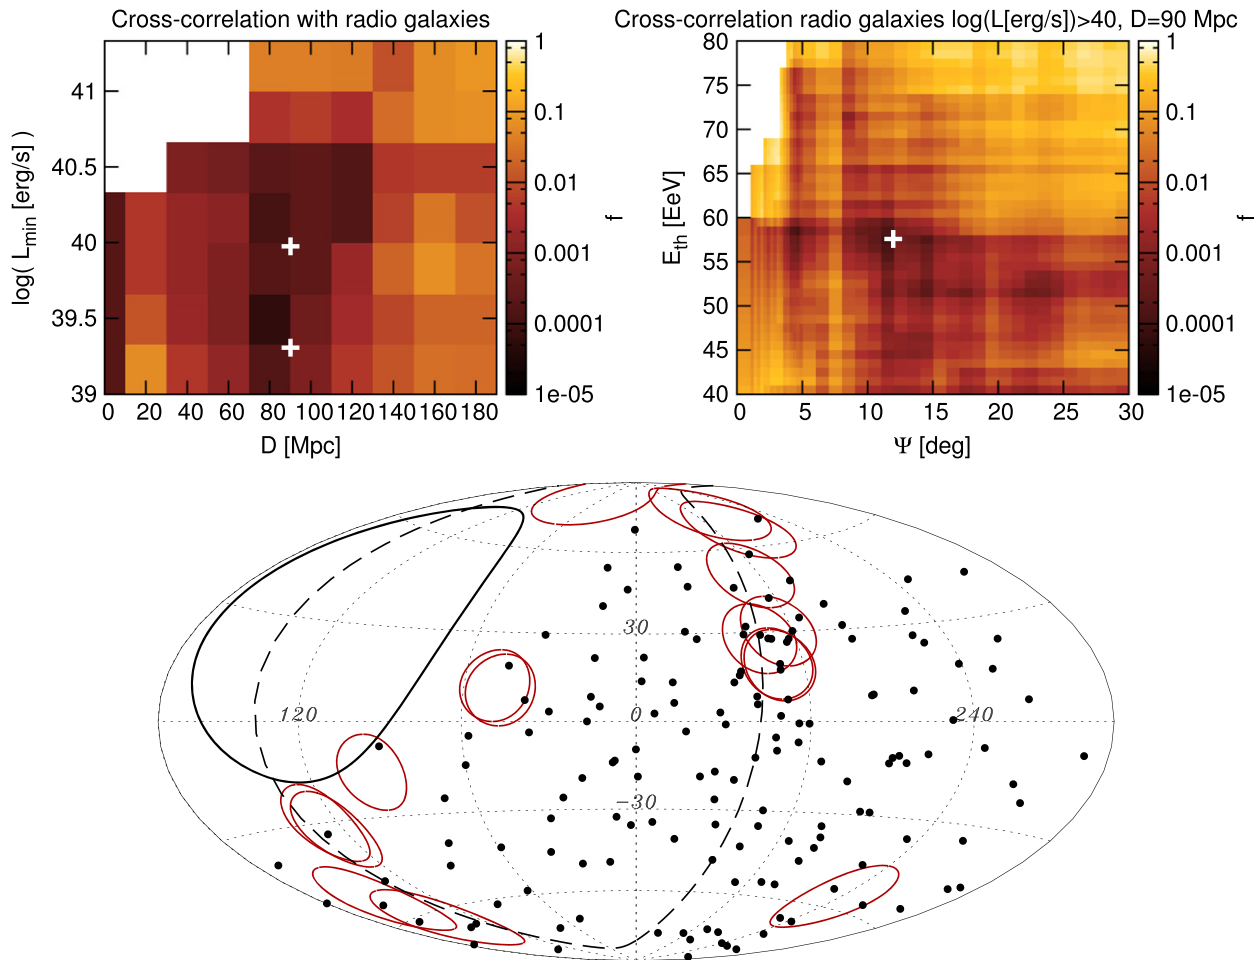 Cross-correlation with radio galaxies
Cross-correlation radio galaxies log(L[erg/s])>40, D=90 Mpc
41
40.5
40
39.5
39
log( Lmin [erg/s] )
0 20 40 60 80 100 120 140 160 180
D [Mpc]
1
0.1
0.01
0.001
0.0001
1e-05
f
80
75
70
65
60
55
50
45
40
Eth [EeV]
0 5 10 15 20 25 30
Ψ [deg]
1
0.1
0.01
0.001
0.0001
1e-05
f
30
120 0 240
−30